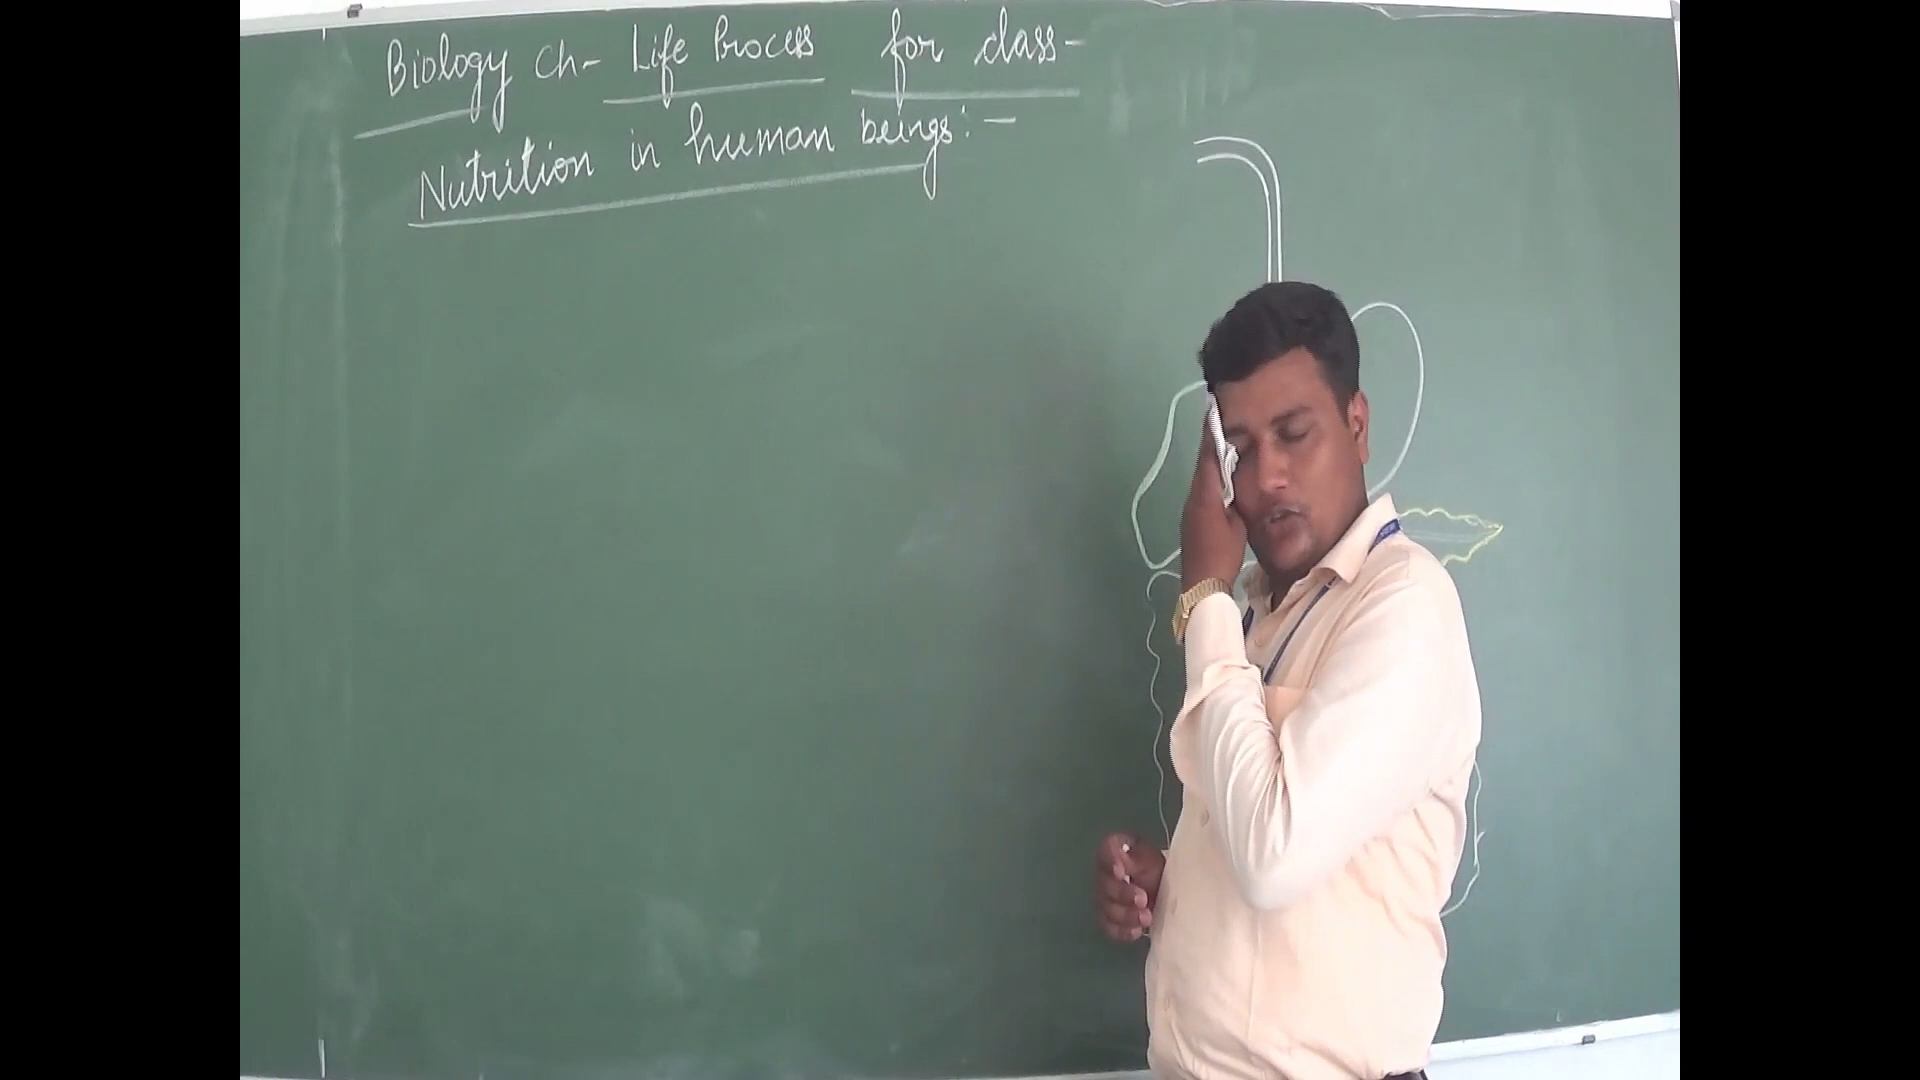 Biology Ch- Life Process for class-
Nutrition in human beings:-